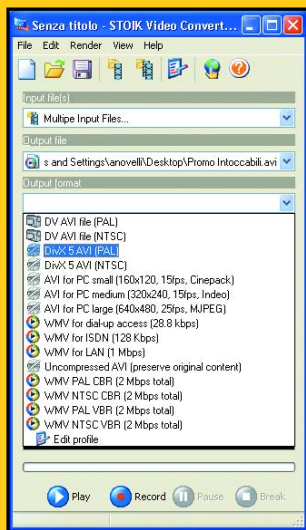 Senza titolo - STOIK Video Convert...
File Edit Render View Help
Input file(s)
Multipe Input Files...
Output file
s and Settings\anovelli\Desktop\Promo Intoccabili.avi
Output format
DV AVI file (PAL)
DV AVI file (NTSC)
DivX 5 AVI (PAL)
DivX 5 AVI (NTSC)
AVI for PC small (160x120, 15fps, Cinepack)
AVI for PC medium (320x240, 15fps, Indeo)
AVI for PC large (640x480, 25fps, MJPEG)
WMV for dial-up access (28.8 kbps)
WMV for ISDN (128 Kbps)
WMV for LAN (1 Mbps)
Uncompressed AVI (preserve original content)
WMV PAL CBR (2 Mbps total)
WMV NTSC CBR (2 Mbps total)
WMV PAL VBR (2 Mbps total)
WMV NTSC VBR (2 Mbps total)
Edit profile
Play Record Pause Break